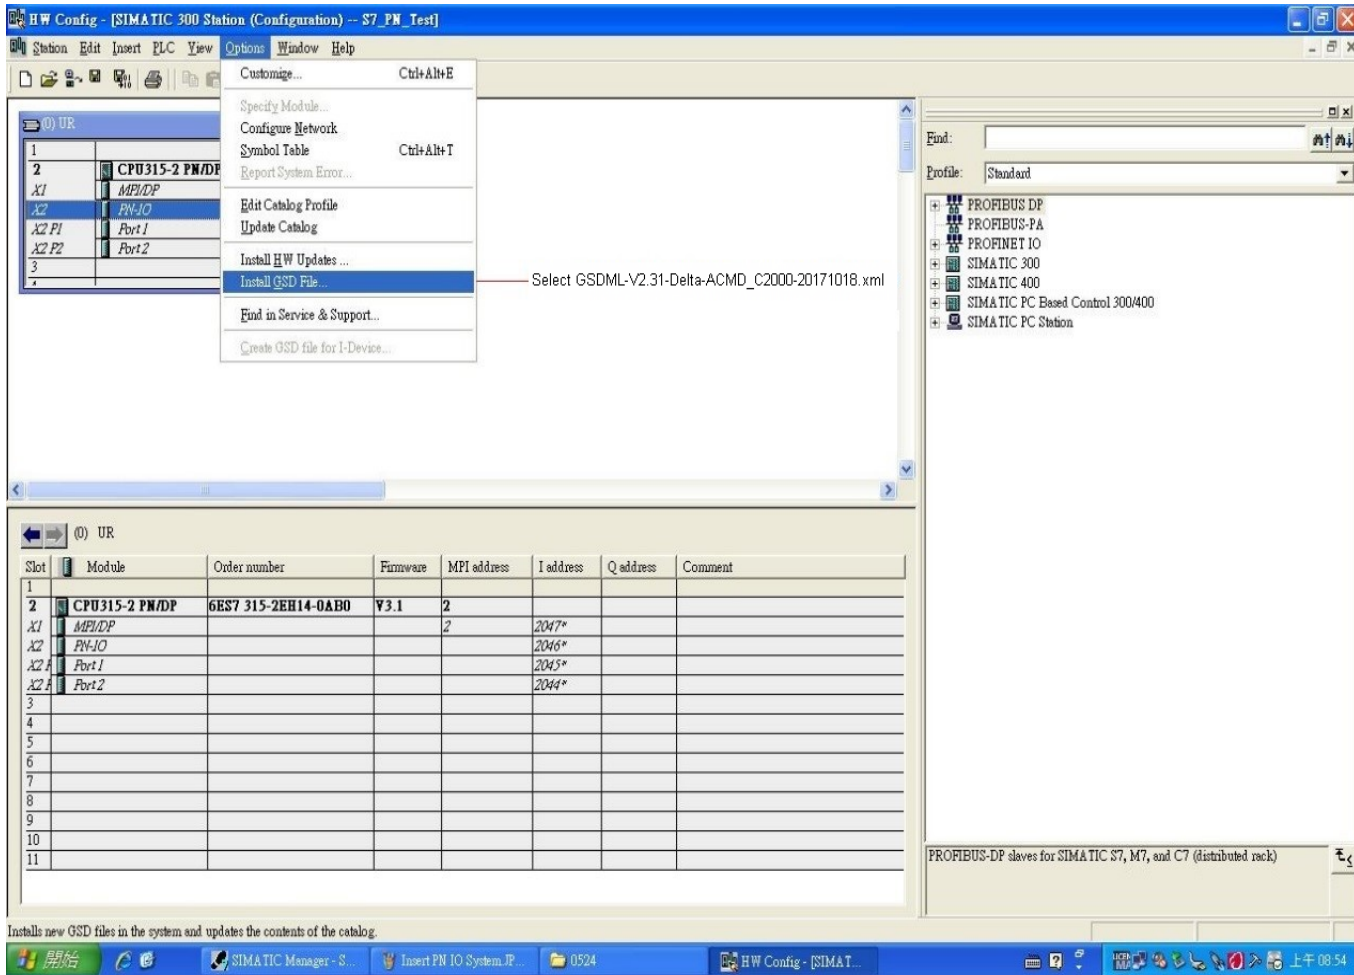 HW Config - [SIMATIC 300 Station (Configuration) -- S7_PN_Test]
Station Edit Insert PLC View Options Window Help
Customize... Ctrl+Alt+E
Specify Module...
Configure Network
Symbol Table Ctrl+Alt+T
Report System Error...
Edit Catalog Profile
Update Catalog
Install HW Updates ...
Install GSD File...
Find in Service & Support...
Create GSD file for I-Device...
Select GSDML-V2.31-Delta-ACMD_C2000-20171018.xml
(0) UR
1
2 CPU315-2 PN/DP
X1 MPI/DP
X2 PN-IO
X2 P1 Port 1
X2 P2 Port 2
3
Find:
Profile: Standard
PROFIBUS DP
PROFIBUS-PA
PROFINET IO
SIMATIC 300
SIMATIC 400
SIMATIC PC Based Control 300/400
SIMATIC PC Station
(0) UR
Slot Module Order number Firmware MPI address I address Q address Comment
1
2 CPU315-2 PN/DP 6ES7 315-2EH14-0AB0 V3.1 2
X1 MPI/DP 2 2047*
X2 PN-IO 2046*
X2 Port 1 2045*
X2 Port 2 2044*
3
4
5
6
7
8
9
10
11
PROFIBUS-DP slaves for SIMATIC S7, M7, and C7 (distributed rack)
Installs new GSD files in the system and updates the contents of the catalog.
開始 SIMATIC Manager - S... Insert PN IO System.JP... 0524 HW Config - [SIMAT... 上午 08:54